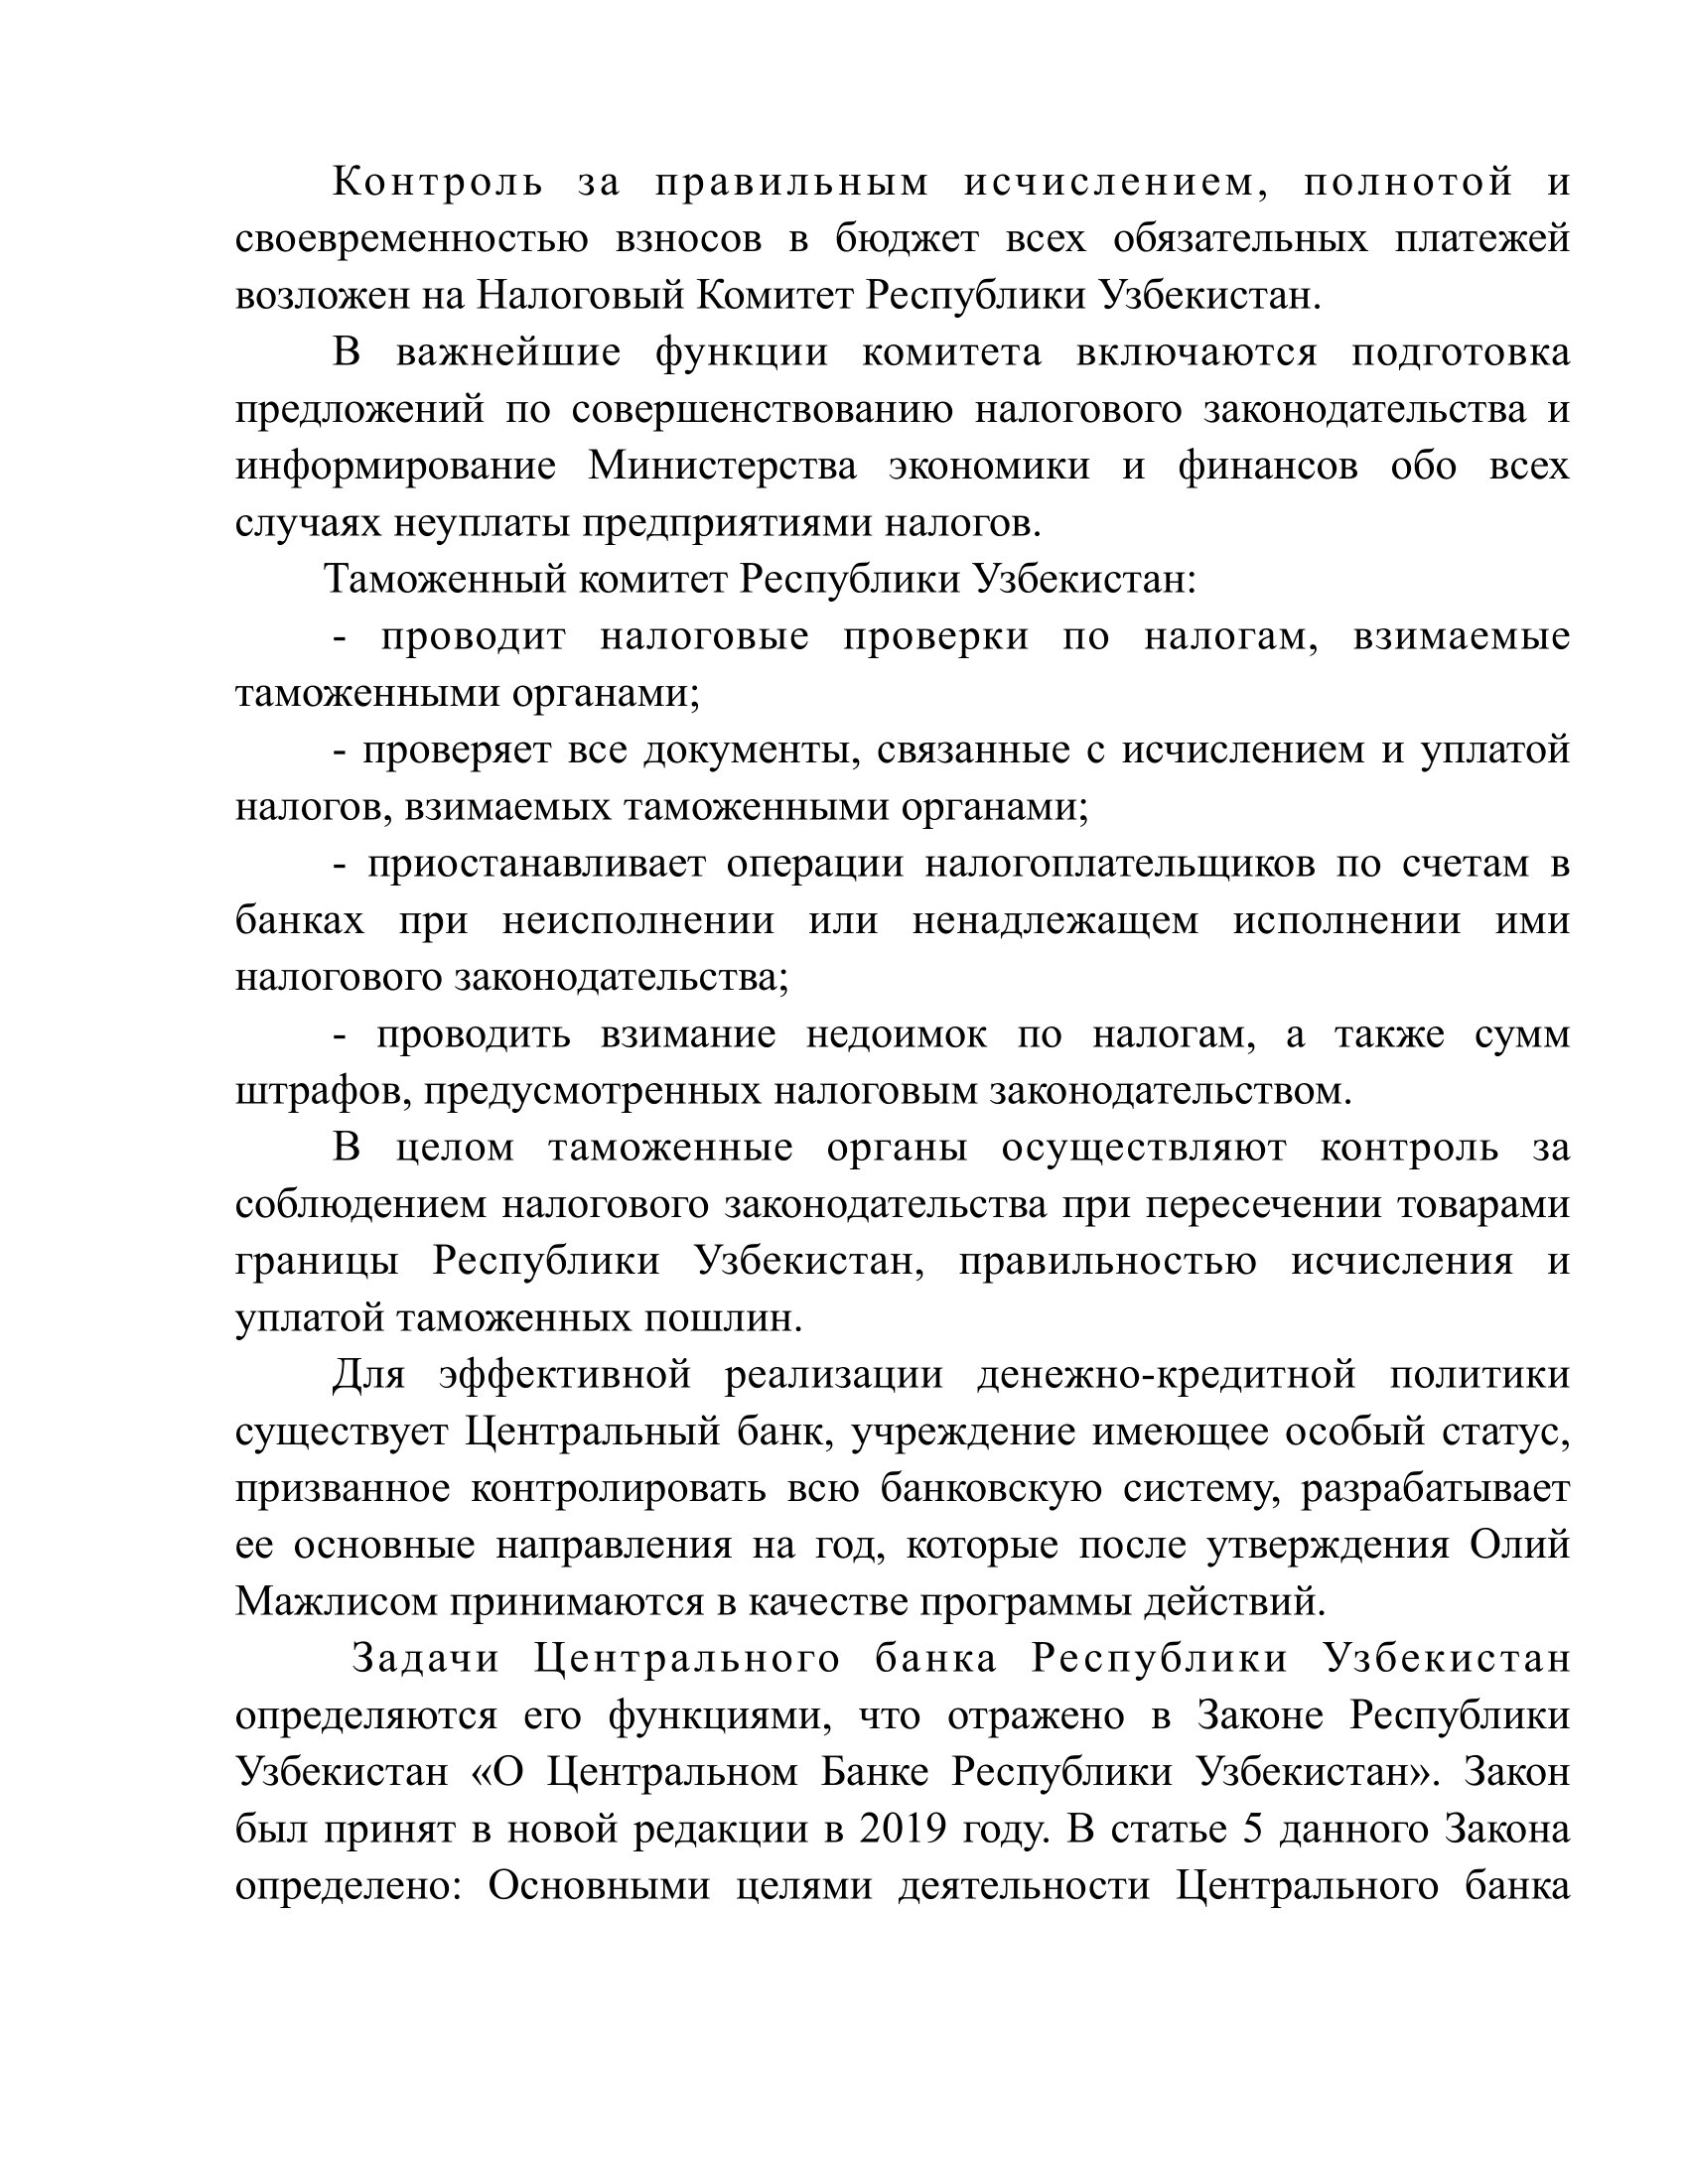 Контроль за правильным исчислением, полнотой и
своевременностью взносов в бюджет всех обязательных платежей
возложен на Налоговый Комитет Республики Узбекистан.
В важнейшие функции комитета включаются подготовка
предложений по совершенствованию налогового законодательства и
информирование Министерства экономики и финансов обо всех
случаях неуплаты предприятиями налогов.
Таможенный комитет Республики Узбекистан:
- проводит налоговые проверки по налогам, взимаемые
таможенными органами;
- проверяет все документы, связанные с исчислением и уплатой
налогов, взимаемых таможенными органами;
- приостанавливает операции налогоплательщиков по счетам в
банках при неисполнении или ненадлежащем исполнении ими
налогового законодательства;
- проводить взимание недоимок по налогам, а также сумм
штрафов, предусмотренных налоговым законодательством.
В целом таможенные органы осуществляют контроль за
соблюдением налогового законодательства при пересечении товарами
границы Республики Узбекистан, правильностью исчисления и
уплатой таможенных пошлин.
Для эффективной реализации денежно-кредитной политики
существует Центральный банк, учреждение имеющее особый статус,
призванное контролировать всю банковскую систему, разрабатывает
ее основные направления на год, которые после утверждения Олий
Мажлисом принимаются в качестве программы действий.
Задачи Центрального банка Республики Узбекистан
определяются его функциями, что отражено в Законе Республики
Узбекистан «О Центральном Банке Республики Узбекистан». Закон
был принят в новой редакции в 2019 году. В статье 5 данного Закона
определено: Основными целями деятельности Центрального банка